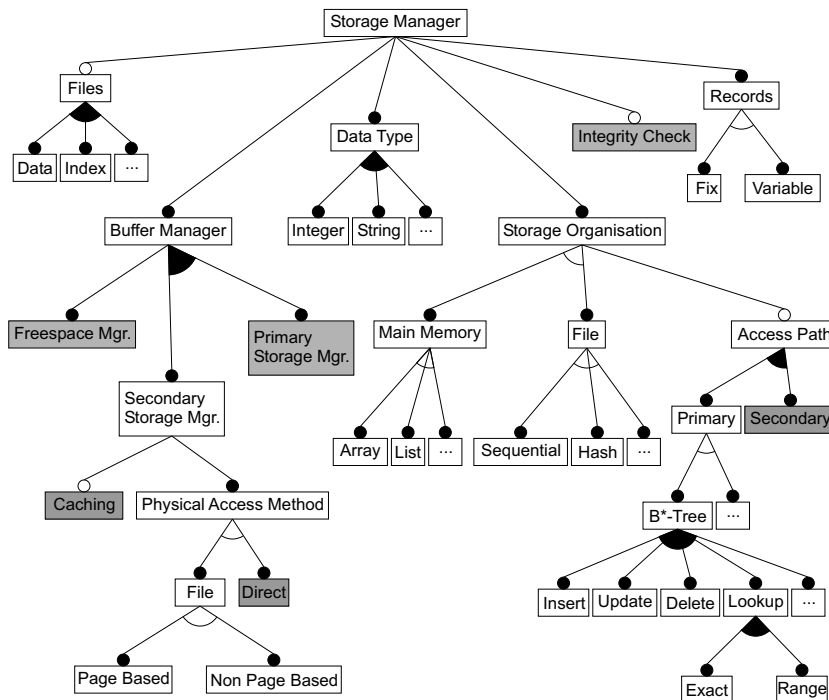 Storage Manager
Files
Records
Data Type
Integrity Check
Data
Index
...
Fix
Variable
Buffer Manager
Integer
String
...
Storage Organisation
Freespace Mgr.
Primary
Storage Mgr.
Main Memory
File
Access Path
Secondary
Storage Mgr.
Array
List
...
Sequential
Hash
...
Primary
Secondary
Caching
Physical Access Method
B*-Tree
...
File
Direct
Insert
Update
Delete
Lookup
...
Page Based
Non Page Based
Exact
Range